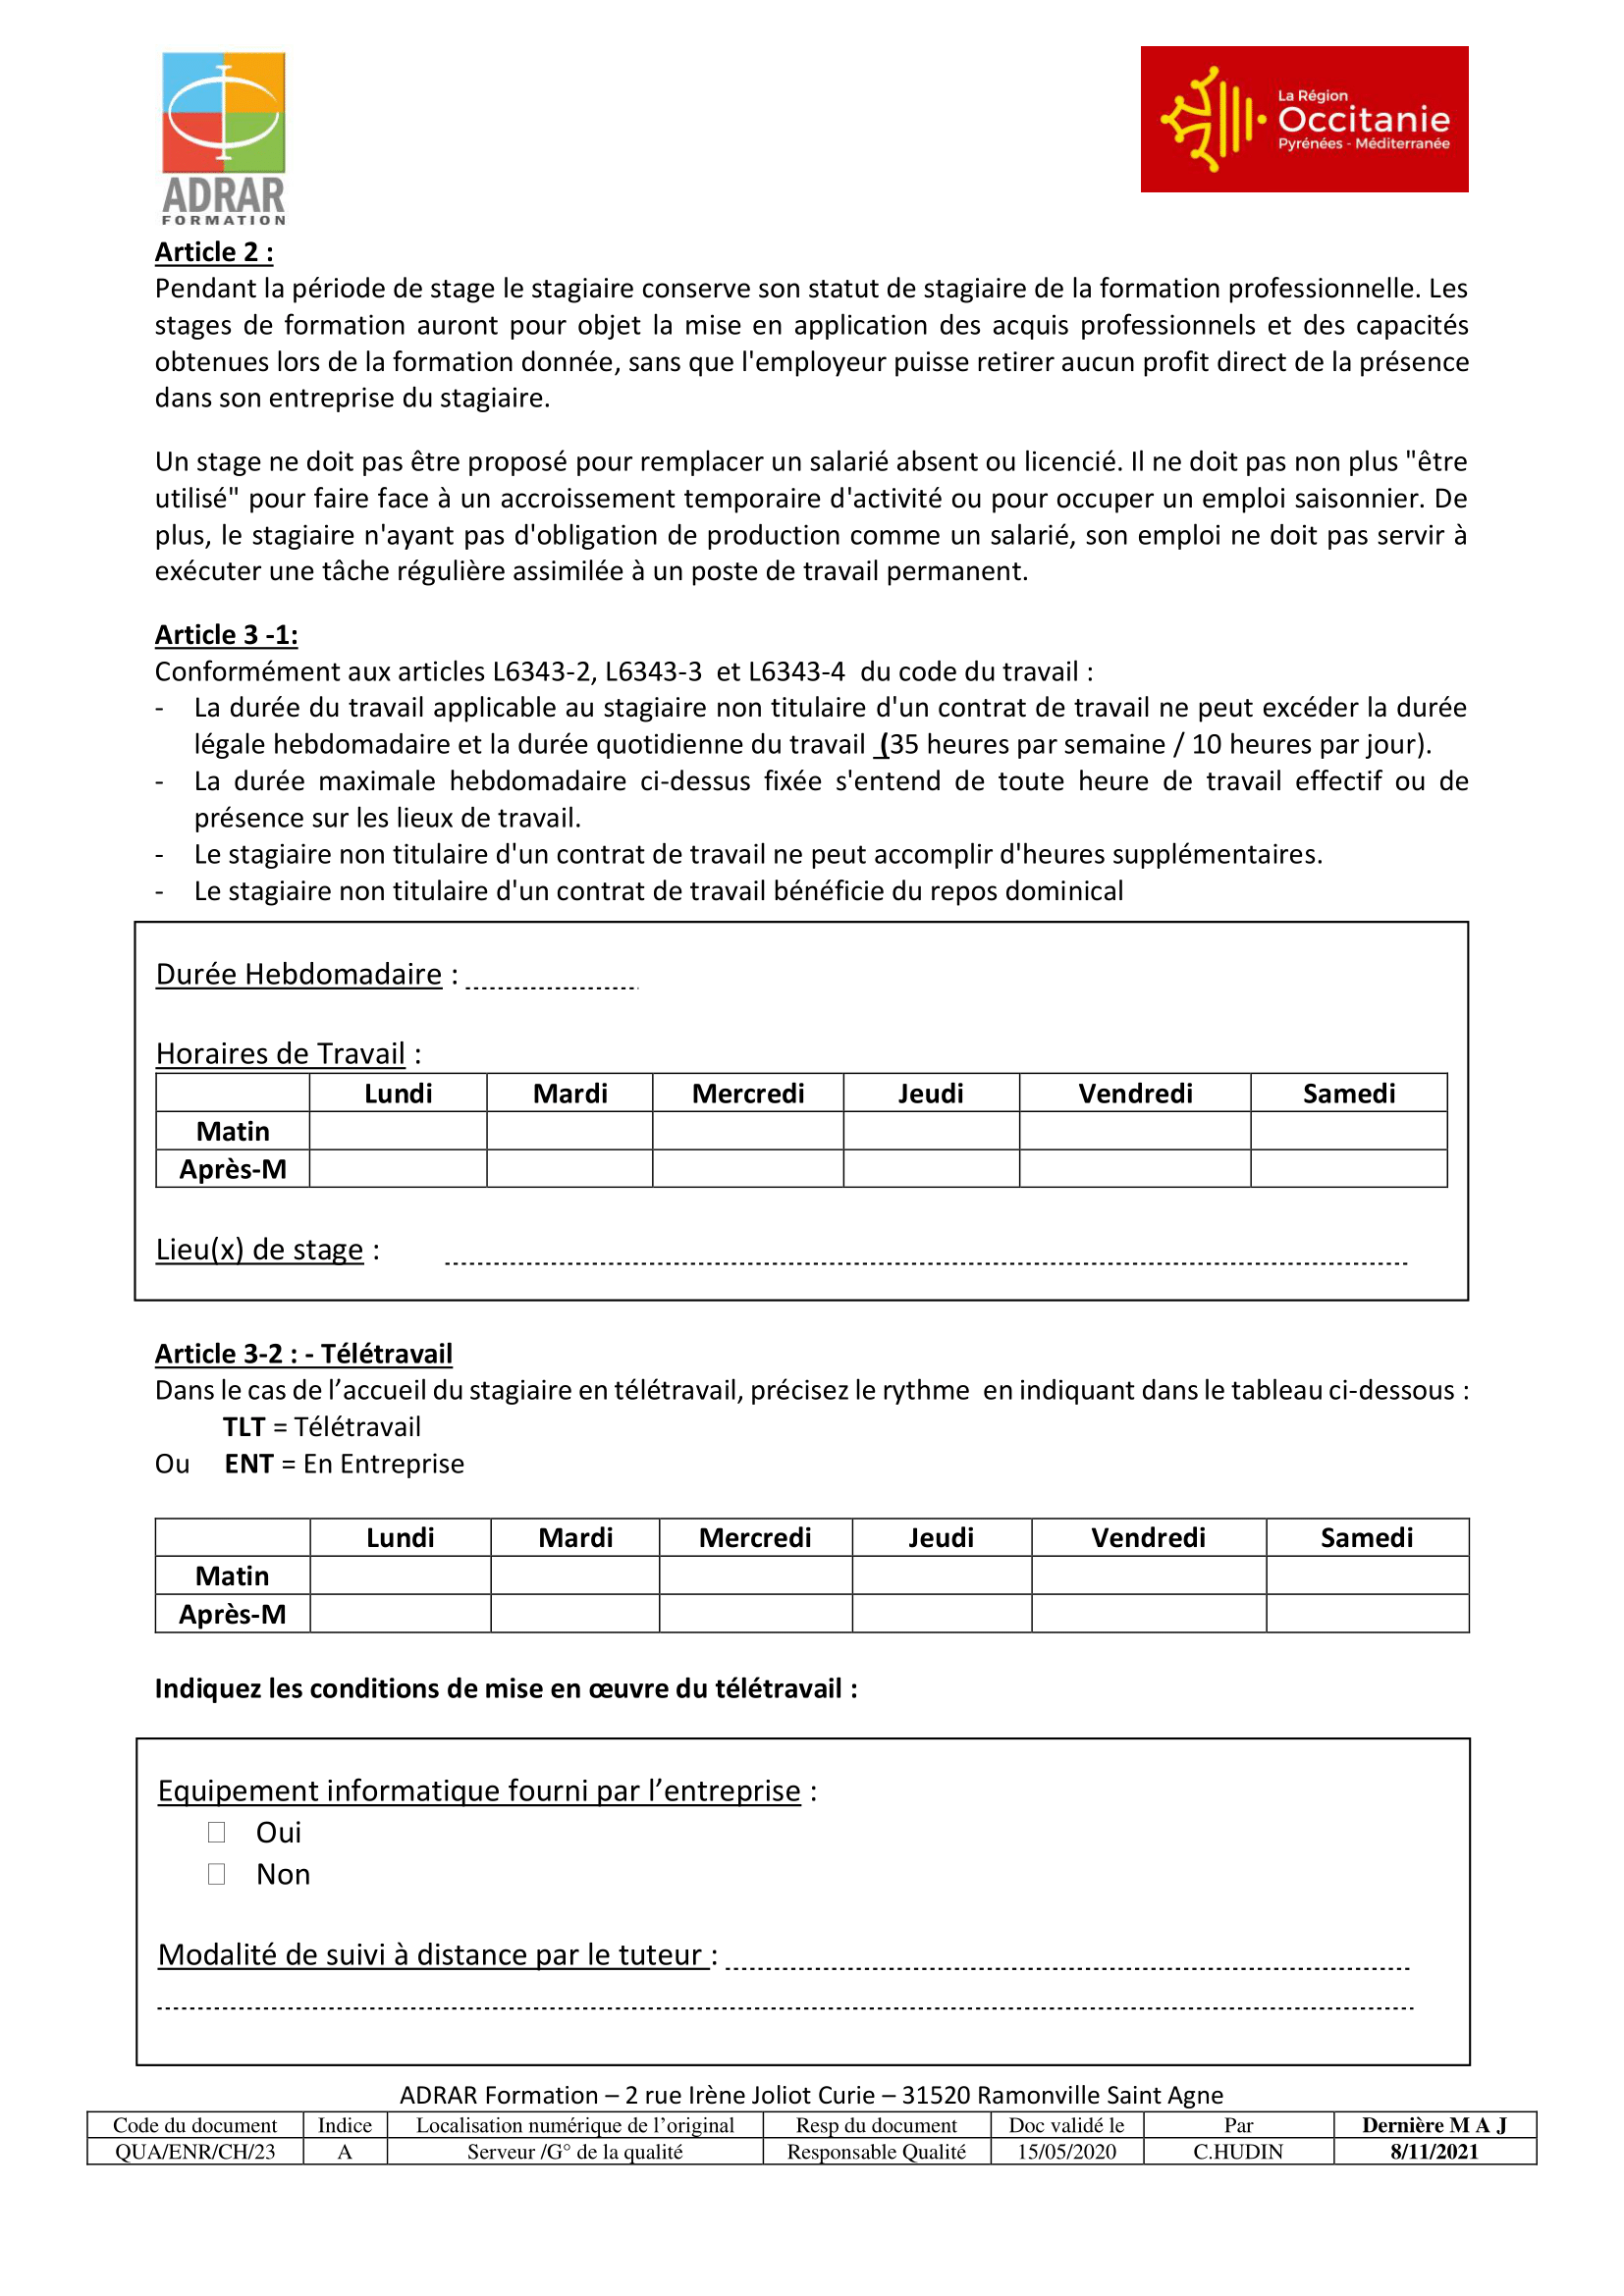 ADRAR
FORMATION
La Région
Occitanie
Pyrénées - Méditerranée
Article 2 :
Pendant la période de stage le stagiaire conserve son statut de stagiaire de la formation professionnelle. Les
stages de formation auront pour objet la mise en application des acquis professionnels et des capacités
obtenues lors de la formation donnée, sans que l'employeur puisse retirer aucun profit direct de la présence
dans son entreprise du stagiaire.
Un stage ne doit pas être proposé pour remplacer un salarié absent ou licencié. Il ne doit pas non plus "être
utilisé" pour faire face à un accroissement temporaire d'activité ou pour occuper un emploi saisonnier. De
plus, le stagiaire n'ayant pas d'obligation de production comme un salarié, son emploi ne doit pas servir à
exécuter une tâche régulière assimilée à un poste de travail permanent.
Article 3 -1:
Conformément aux articles L6343-2, L6343-3 et L6343-4 du code du travail :
- La durée du travail applicable au stagiaire non titulaire d'un contrat de travail ne peut excéder la durée
légale hebdomadaire et la durée quotidienne du travail (35 heures par semaine / 10 heures par jour).
- La durée maximale hebdomadaire ci-dessus fixée s'entend de toute heure de travail effectif ou de
présence sur les lieux de travail.
- Le stagiaire non titulaire d'un contrat de travail ne peut accomplir d'heures supplémentaires.
- Le stagiaire non titulaire d'un contrat de travail bénéficie du repos dominical
Durée Hebdomadaire :
Horaires de Travail :
Lundi Mardi Mercredi Jeudi Vendredi Samedi
Matin
Après-M
Lieu(x) de stage :
Article 3-2 : - Télétravail
Dans le cas de l’accueil du stagiaire en télétravail, précisez le rythme en indiquant dans le tableau ci-dessous :
TLT = Télétravail
Ou ENT = En Entreprise
Lundi Mardi Mercredi Jeudi Vendredi Samedi
Matin
Après-M
Indiquez les conditions de mise en œuvre du télétravail :
Equipement informatique fourni par l’entreprise :
Oui
Non
Modalité de suivi à distance par le tuteur :
ADRAR Formation – 2 rue Irène Joliot Curie – 31520 Ramonville Saint Agne
Code du document Indice Localisation numérique de l’original Resp du document Doc validé le Par Dernière M A J
QUA/ENR/CH/23 A Serveur /G° de la qualité Responsable Qualité 15/05/2020 C.HUDIN 8/11/2021